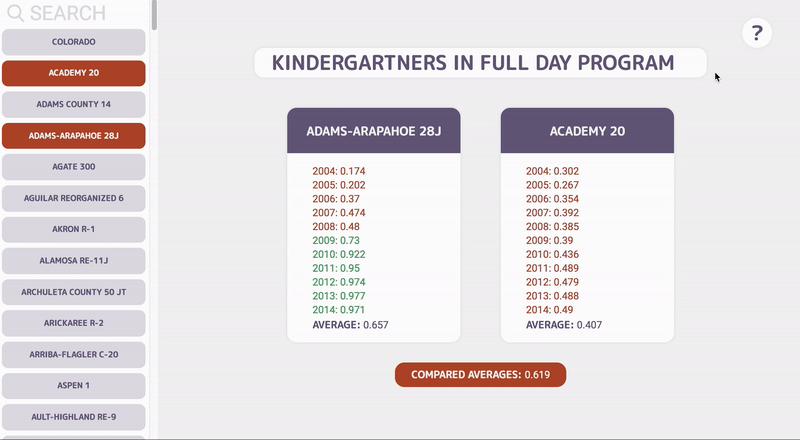 SEARCH
COLORADO
ACADEMY 20
ADAMS COUNTY 14
ADAMS-ARAPAHOE 28J
AGATE 300
AGUILAR REORGANIZED 6
AKRON R-1
ALAMOSA RE-11J
ARCHULETA COUNTY 50 JT
ARICKAREE R-2
ARRIBA-FLAGLER C-20
ASPEN 1
AULT-HIGHLAND RE-9
?
KINDERGARTNERS IN FULL DAY PROGRAM
ADAMS-ARAPAHOE 28J
2004: 0.174
2005: 0.202
2006: 0.37
2007: 0.474
2008: 0.48
2009: 0.73
2010: 0.922
2011: 0.95
2012: 0.974
2013: 0.977
2014: 0.971
AVERAGE: 0.657
ACADEMY 20
2004: 0.302
2005: 0.267
2006: 0.354
2007: 0.392
2008: 0.385
2009: 0.39
2010: 0.436
2011: 0.489
2012: 0.479
2013: 0.488
2014: 0.49
AVERAGE: 0.407
COMPARED AVERAGES: 0.619